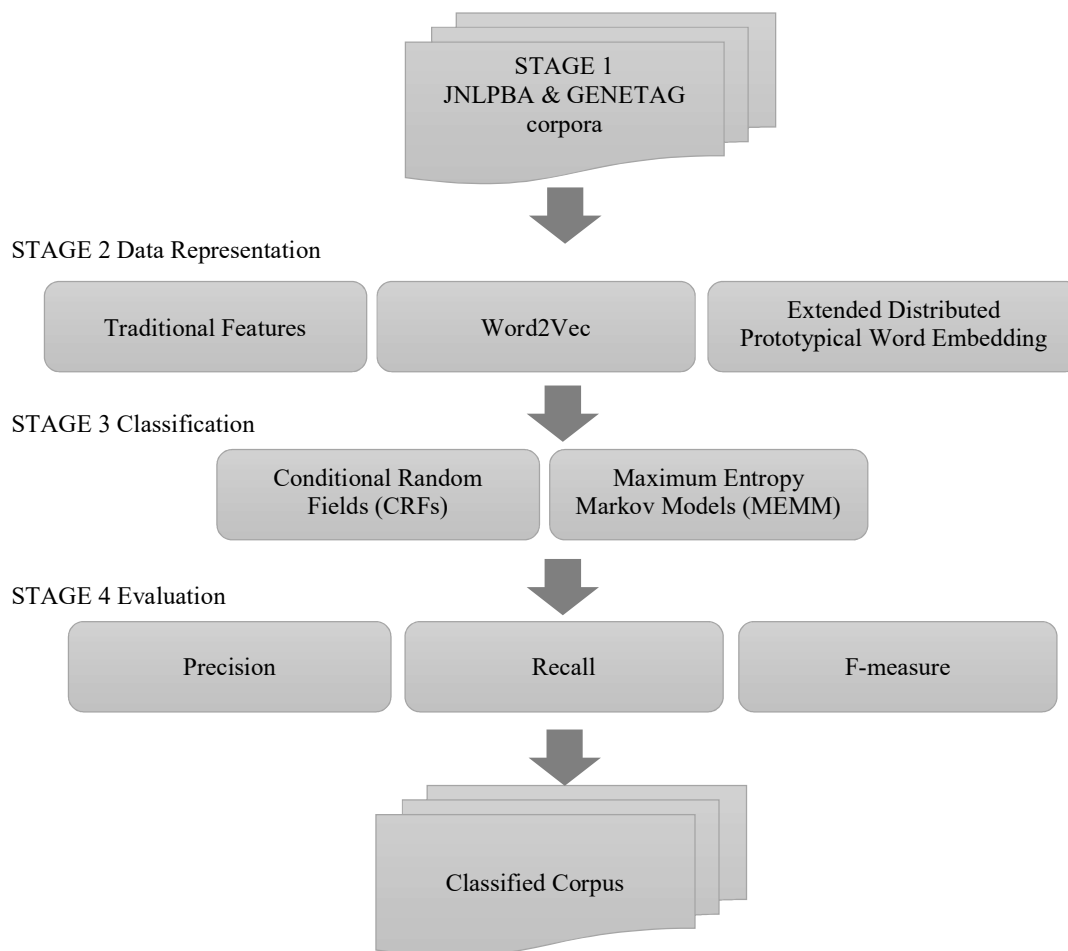 STAGE 1
JNLPBA & GENETAG
corpora
STAGE 2 Data Representation
Traditional Features
Word2Vec
Extended Distributed
Prototypical Word Embedding
STAGE 3 Classification
Conditional Random
Fields (CRFs)
Maximum Entropy
Markov Models (MEMM)
STAGE 4 Evaluation
Precision
Recall
F-measure
Classified Corpus